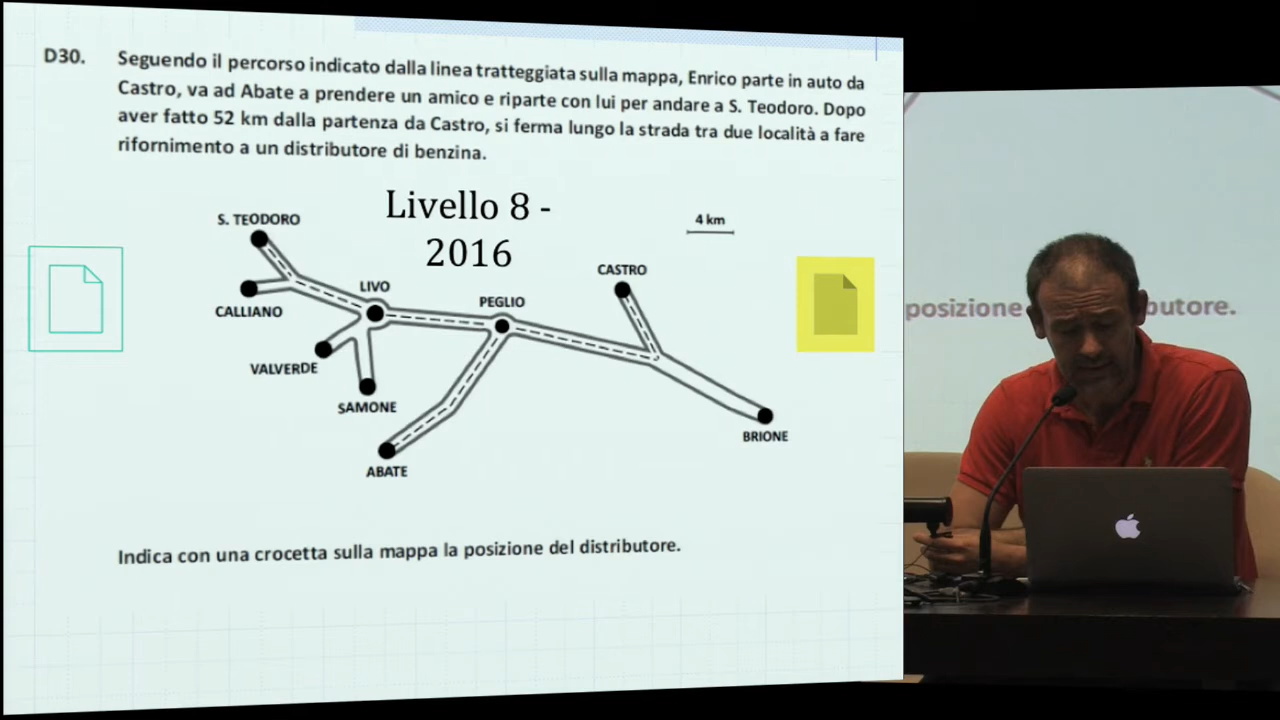 D30. Seguendo il percorso indicato dalla linea tratteggiata sulla mappa, Enrico parte in auto da
Castro, va ad Abate a prendere un amico e riparte con lui per andare a S. Teodoro. Dopo
aver fatto 52 km dalla partenza da Castro, si ferma lungo la strada tra due località a fare
rifornimento a un distributore di benzina.
Livello 8 -
2016
4 km
S. TEODORO
CASTRO
LIVO
PEGLIO
CALLIANO
VALVERDE
SAMONE
BRIONE
ABATE
Indica con una crocetta sulla mappa la posizione del distributore.
posizione butore.